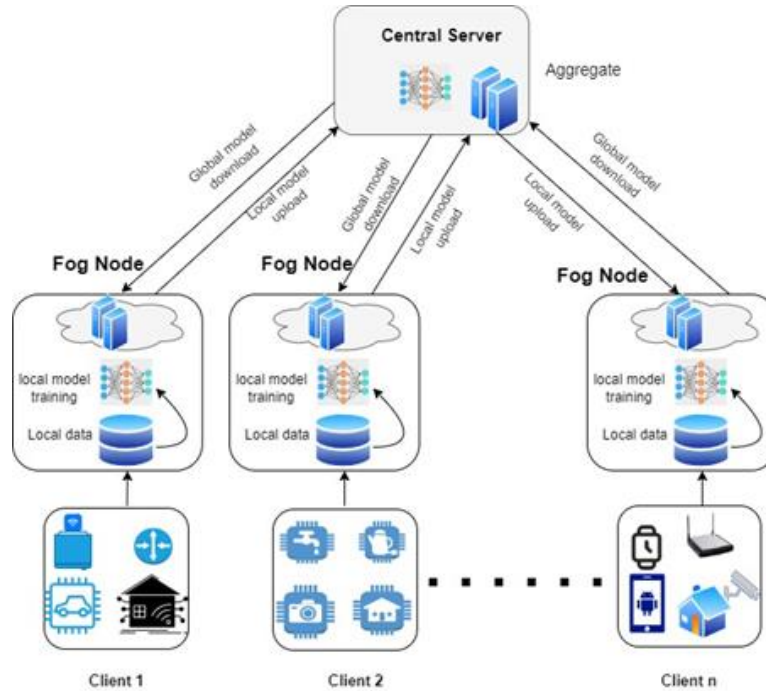 Central Server
Aggregate
Global model
download
Local model
upload
Global model
download
Local model
upload
Local model
upload
Global model
download
Fog Node
Fog Node
Fog Node
local model
training
Local data
local model
training
Local data
local model
training
Local data
Client 1
Client 2
Client n